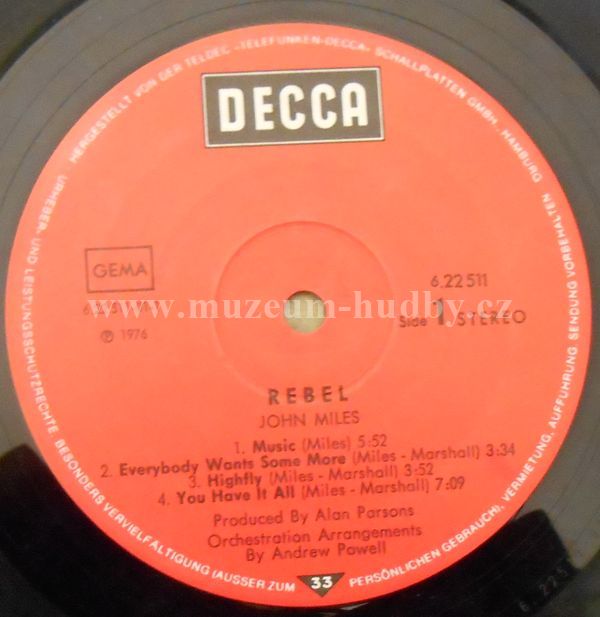 HERGESTELLT VON DER TELDEC »TELEFUNKEN-DECCA« SCHALLPLATTEN GMBH., HAMBURG
DECCA
GEMA
6.22511
www.muzeum-hudby.cz
Side 1 STEREO
℗ 1976
REBEL
JOHN MILES
1. Music (Miles) 5:52
2. Everybody Wants Some More (Miles - Marshall) 3:34
3. Highfly (Miles - Marshall) 3:52
4. You Have It All (Miles - Marshall) 7:09
Produced By Alan Parsons
Orchestration Arrangements
By Andrew Powell
URHEBER- UND LEISTUNGSSCHUTZRECHTE, BESONDERS VERVIELFÄLTIGUNG (AUSSER ZUM PERSÖNLICHEN GEBRAUCH), VERMIETUNG, AUFFÜHRUNG, SENDUNG VORBEHALTEN
33